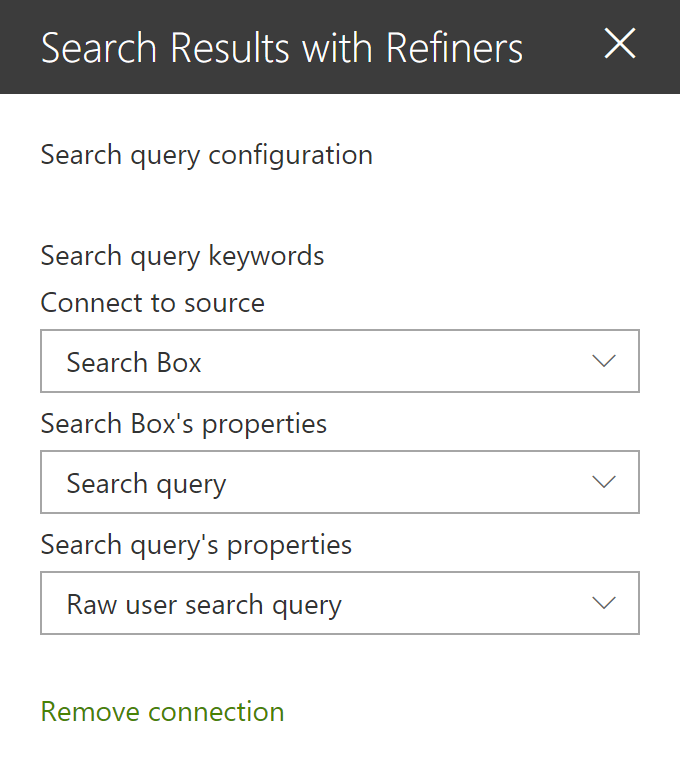 Search Results with Refiners
Search query configuration
Search query keywords
Connect to source
Search Box
Search Box's properties
Search query
Search query's properties
Raw user search query
Remove connection